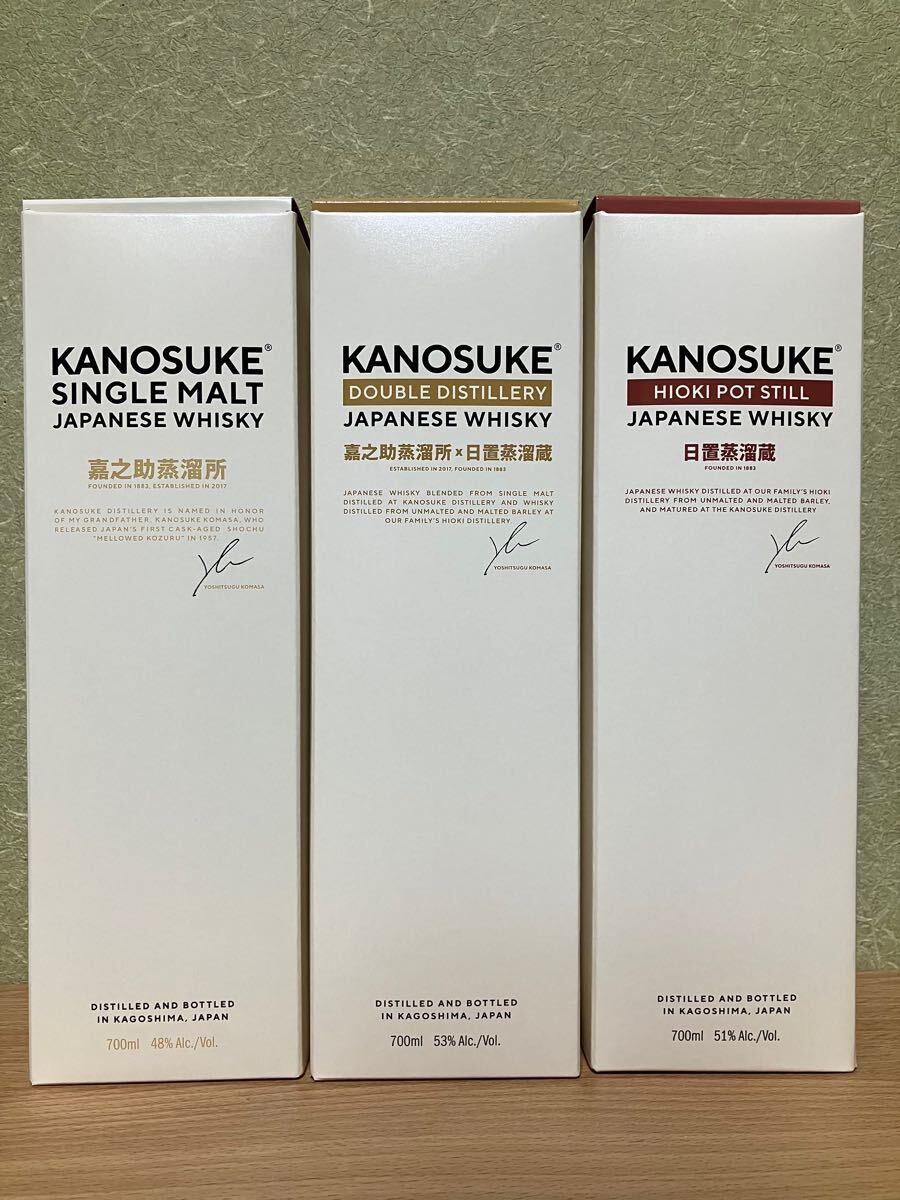 KANOSUKE®
SINGLE MALT
JAPANESE WHISKY
嘉之助蒸溜所
FOUNDED IN 1883, ESTABLISHED IN 2017
KANOSUKE DISTILLERY IS NAMED IN HONOR
OF MY GRANDFATHER, KANOSUKE KOMASA, WHO
RELEASED JAPAN'S FIRST CASK-AGED SHOCHU
"MELLOWED KOZURU" IN 1957.
YOSHITSUGU KOMASA
DISTILLED AND BOTTLED
IN KAGOSHIMA, JAPAN
700ml 48% Alc./Vol.
KANOSUKE®
DOUBLE DISTILLERY
JAPANESE WHISKY
嘉之助蒸溜所×日置蒸溜蔵
ESTABLISHED IN 2017, FOUNDED IN 1883
JAPANESE WHISKY BLENDED FROM SINGLE MALT
DISTILLED AT KANOSUKE DISTILLERY AND WHISKY
DISTILLED FROM UNMALTED AND MALTED BARLEY AT
OUR FAMILY'S HIOKI DISTILLERY.
YOSHITSUGU KOMASA
DISTILLED AND BOTTLED
IN KAGOSHIMA, JAPAN
700ml 53% Alc./Vol.
KANOSUKE®
HIOKI POT STILL
JAPANESE WHISKY
日置蒸溜蔵
FOUNDED IN 1883
JAPANESE WHISKY DISTILLED AT OUR FAMILY'S HIOKI
DISTILLERY FROM UNMALTED AND MALTED BARLEY,
AND MATURED AT THE KANOSUKE DISTILLERY
YOSHITSUGU KOMASA
DISTILLED AND BOTTLED
IN KAGOSHIMA, JAPAN
700ml 51% Alc./Vol.